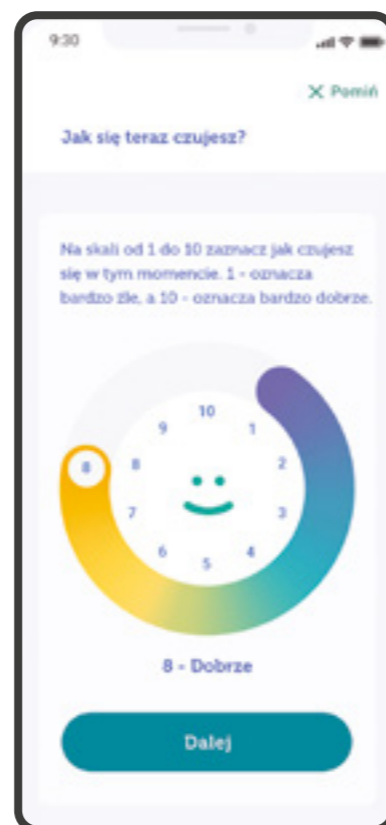 9:30
Pomiń
Jak się teraz czujesz?
Na skali od 1 do 10 zaznacz jak czujesz
się w tym momencie. 1 - oznacza
bardzo źle, a 10 - oznacza bardzo dobrze.
10
9 1
8 8 2
7 3
6 4
5
8 - Dobrze
Dalej